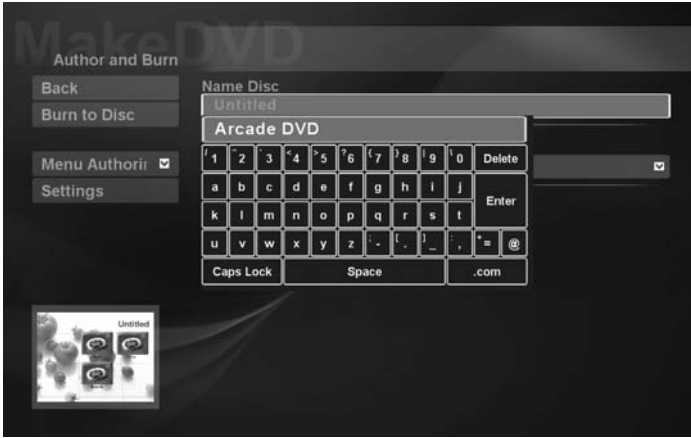 MakeDVD
Author and Burn
Back
Burn to Disc
Menu Authorin
Settings
Name Disc
Untitled
Arcade DVD
1 " 2 ' 3 < 4 > 5 ? 6 { 7 } 8 | 9 \ 0 Delete
a b c d e f g h i j
Enter
k l m n o p q r s t
u v w x y z ; - [ . ] _ : , + = @
Caps Lock Space .com
Untitled